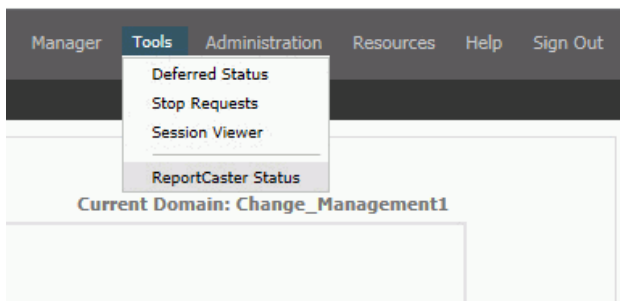 Manager Tools Administration Resources Help Sign Out
Deferred Status
Stop Requests
Session Viewer
ReportCaster Status
Current Domain: Change_Management1